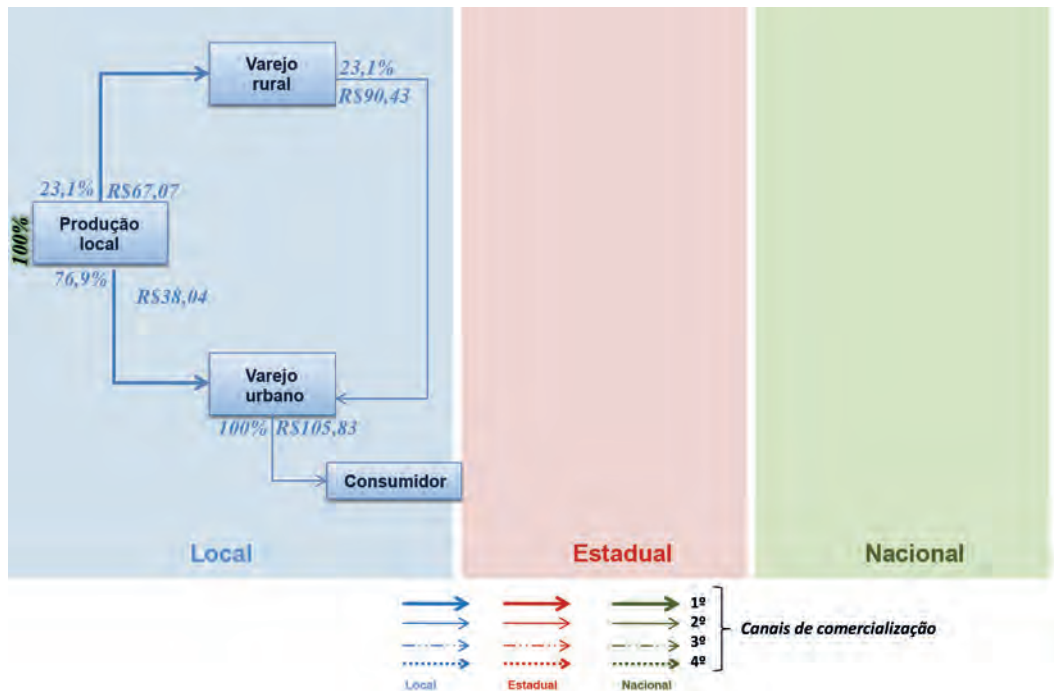 Varejo
rural
23,1%
R$90,43
23,1% R$67,07
100%
Produção
local
76,9%
R$38,04
Varejo
urbano
100% R$105,83
Consumidor
Local
Estadual
Nacional
1º
2º
3º
4º
Canais de comercialização
Local
Estadual
Nacional